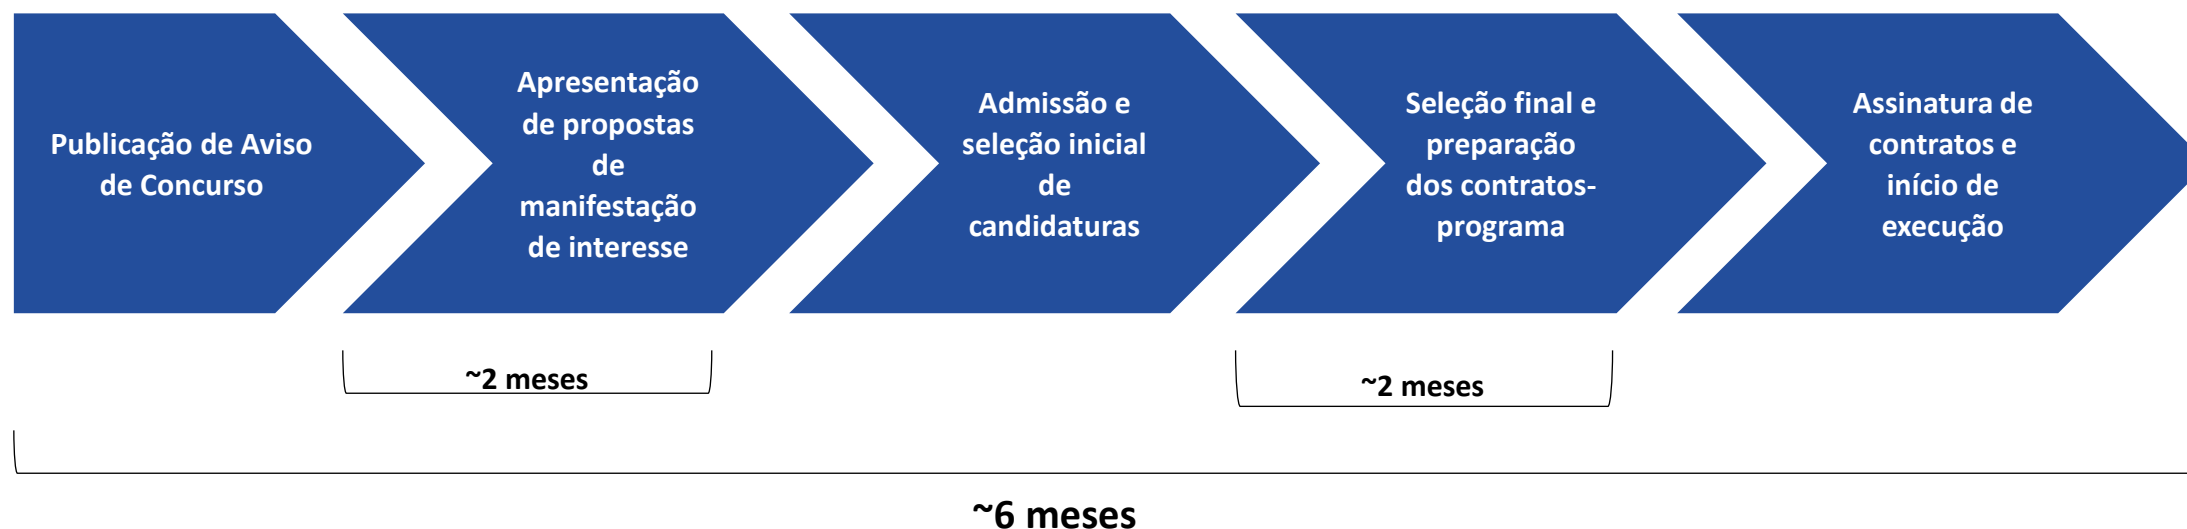 Publicação de Aviso
de Concurso
Apresentação
de propostas
de
manifestação
de interesse
Admissão e
seleção inicial
de
candidaturas
Seleção final e
preparação
dos contratos-
programa
Assinatura de
contratos e
início de
execução
~2 meses
~2 meses
~6 meses